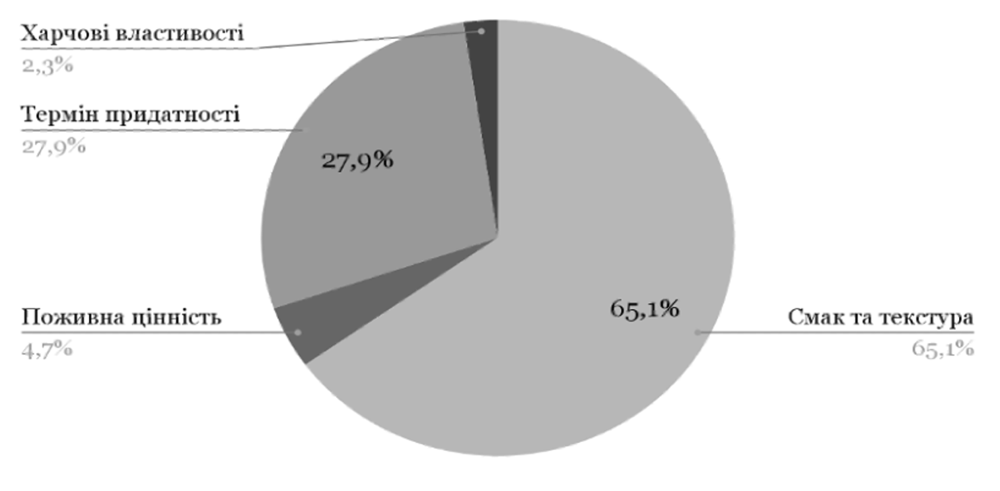 Харчові властивості
2,3%
Термін придатності
27,9%
27,9%
65,1%
Поживна цінність
4,7%
Смак та текстура
65,1%